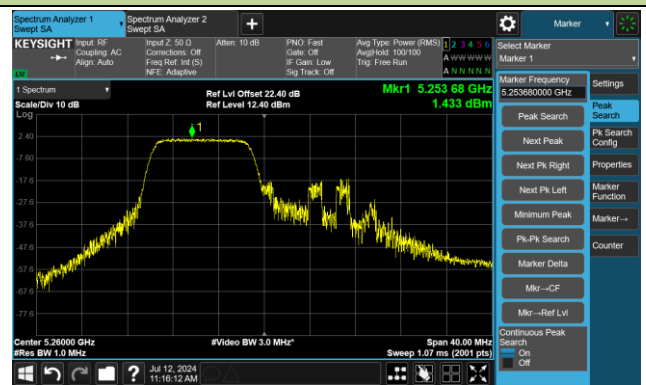 Spectrum Analyzer 1
Swept SA
Spectrum Analyzer 2
Swept SA
+
Marker
KEYSIGHT
Input: RF
Coupling: AC
Align: Auto
Input Z: 50 Ω
Corrections: Off
Freq Ref: Int (S)
NFE: Adaptive
Atten: 10 dB
PNO: Fast
Gate: Off
IF Gain: Low
Sig Track: Off
Avg Type: Power (RMS)
Avg|Hold: 100/100
Trig: Free Run
1 2 3 4 5 6
A W W W W W
A N N N N N
Select Marker
Marker 1
1 Spectrum
Scale/Div 10 dB
Log
Ref Lvl Offset 22.40 dB
Ref Level 12.40 dBm
Mkr1 5.253 68 GHz
1.433 dBm
1
2.40
-7.60
-17.6
-27.6
-37.6
-47.6
-57.6
-67.6
-77.6
Center 5.26000 GHz
#Res BW 1.0 MHz
#Video BW 3.0 MHz*
Span 40.00 MHz
Sweep 1.07 ms (2001 pts)
Marker Frequency
5.253680000 GHz
Peak Search
Next Peak
Next Pk Right
Next Pk Left
Minimum Peak
Pk-Pk Search
Marker Delta
Mkr→CF
Mkr→Ref Lvl
Continuous Peak
Search
On
Off
Settings
Peak
Search
Pk Search
Config
Properties
Marker
Function
Marker→
Counter
?
Jul 12, 2024
11:16:12 AM